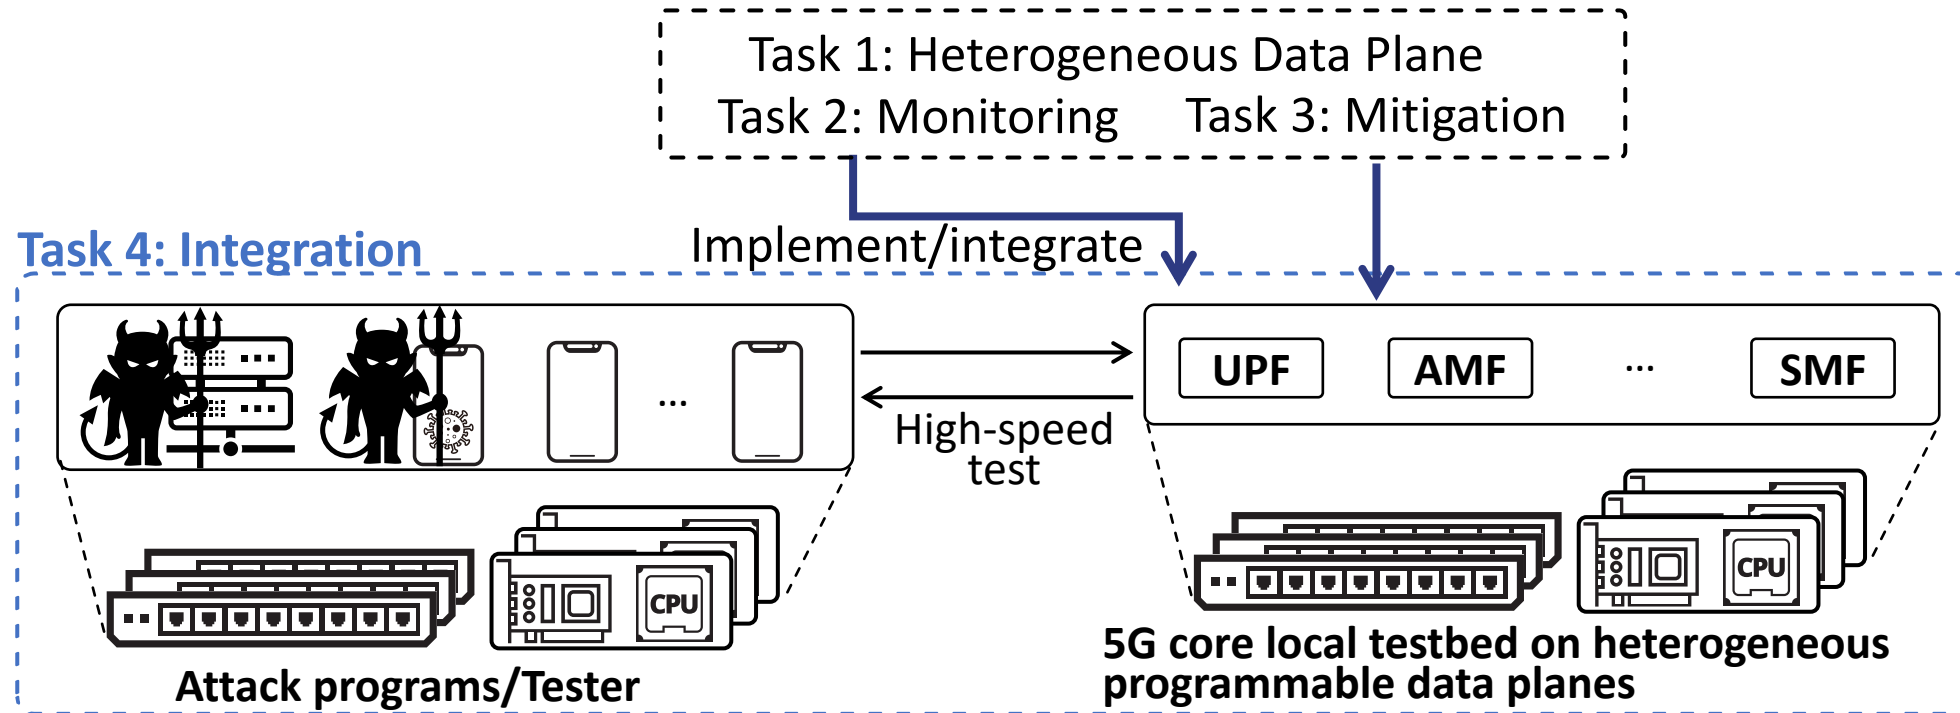 Task 1: Heterogeneous Data Plane
Task 2: Monitoring
Task 3: Mitigation
Task 4: Integration
Implement/integrate
UPF
AMF
...
SMF
...
High-speed
test
CPU
CPU
Attack programs/Tester
5G core local testbed on heterogeneous
programmable data planes